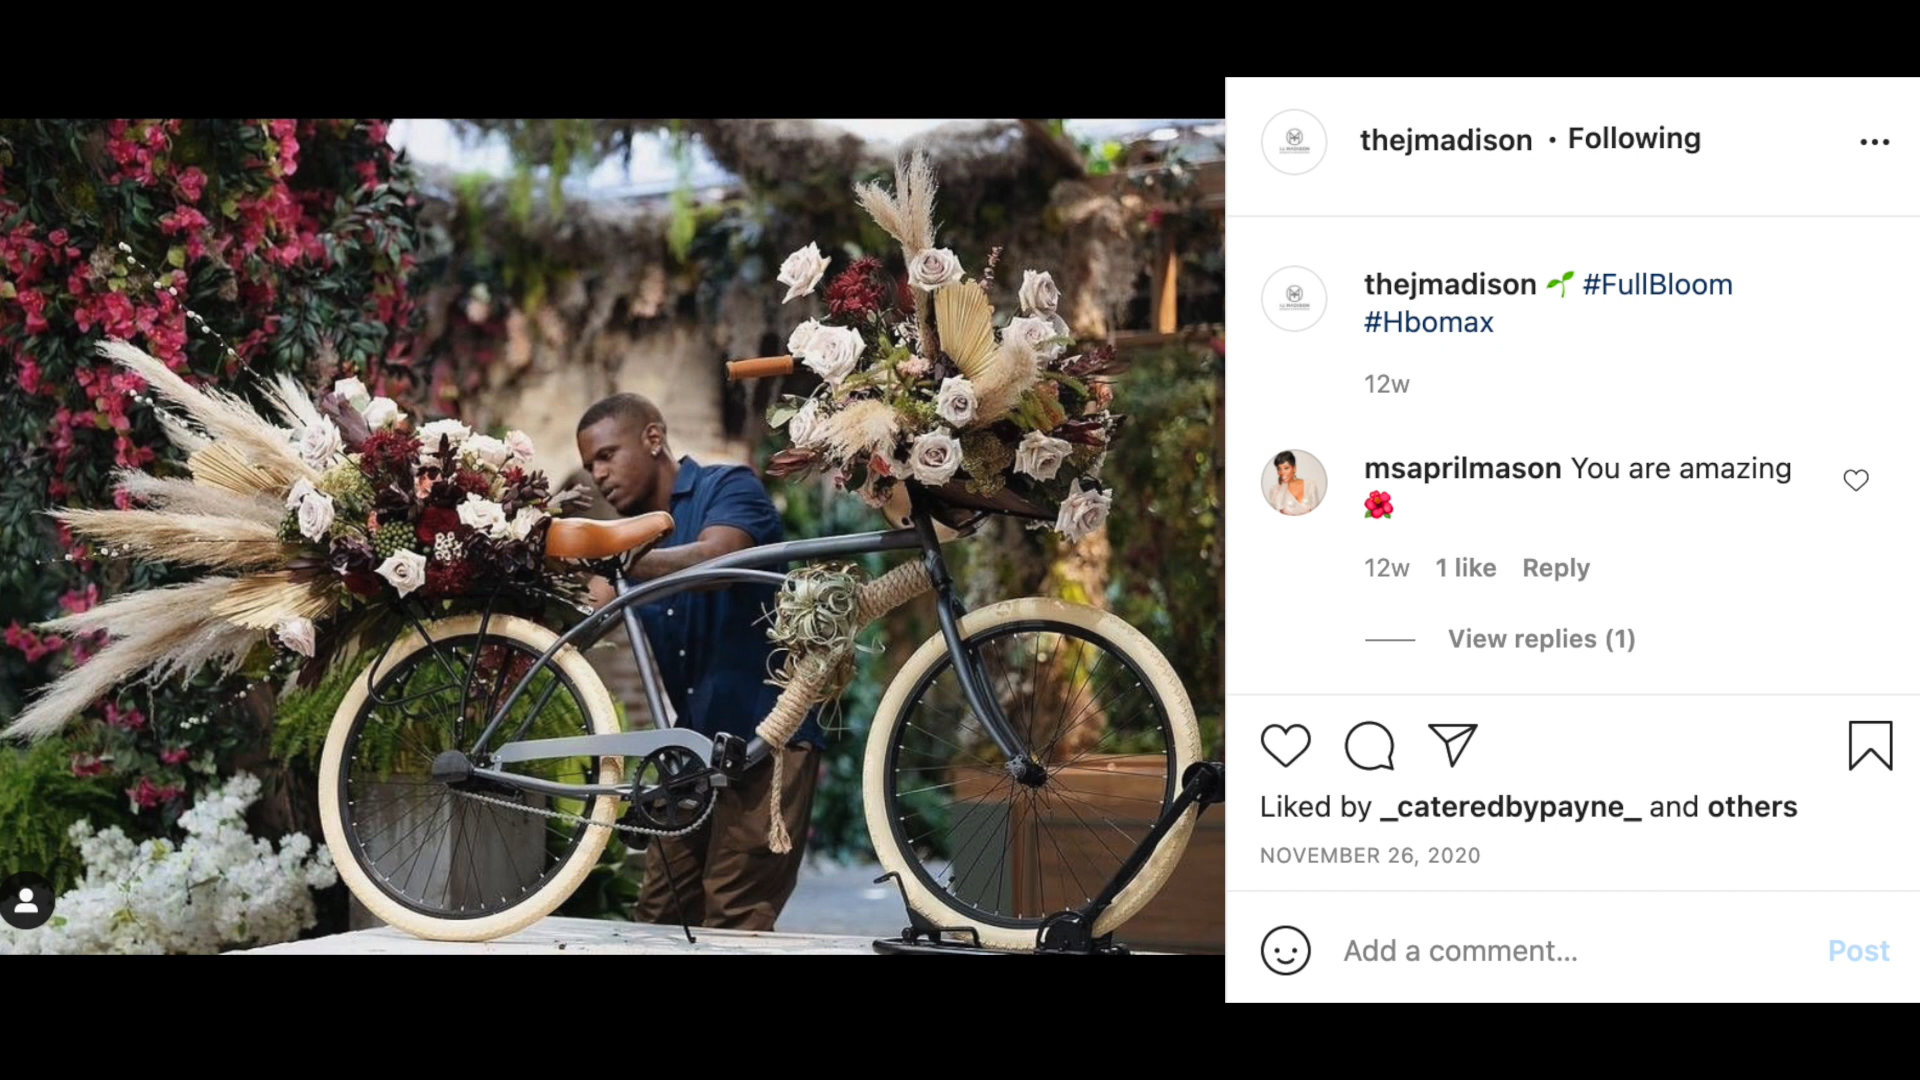 thejmadison • Following
thejmadison 🌱 #FullBloom
#Hbomax
12w
msaprilmason You are amazing
🌺
12w 1 like Reply
View replies (1)
Liked by _cateredbypayne_ and others
NOVEMBER 26, 2020
Add a comment... Post